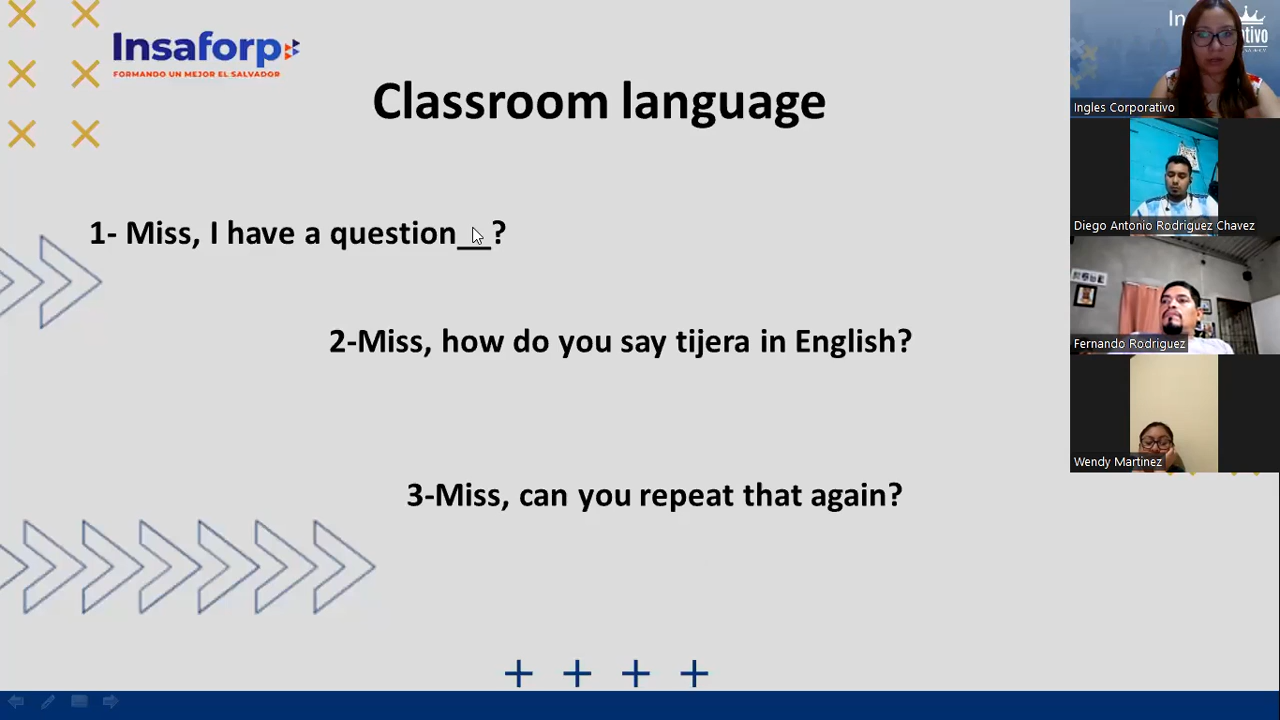 Insaforp
FORMANDO UN MEJOR EL SALVADOR
Classroom language
1- Miss, I have a question__?
2-Miss, how do you say tijera in English?
3-Miss, can you repeat that again?
Ingles Corporativo
Diego Antonio Rodriguez Chavez
Fernando Rodriguez
Wendy Martinez